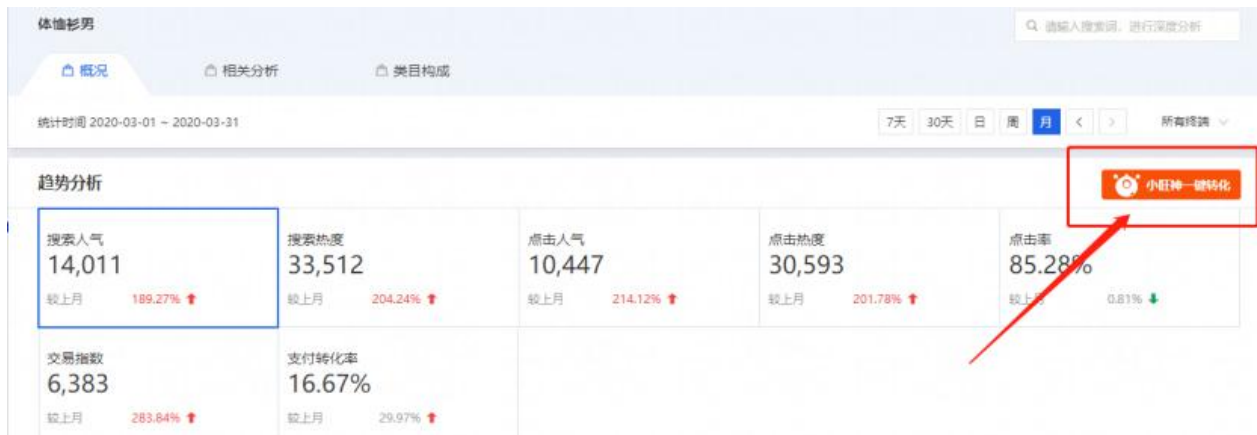 体恤衫男
请输入搜索词，进行深度分析
概况 相关分析 类目构成
统计时间 2020-03-01 ~ 2020-03-31 7天 30天 日 周 月 < > 所有终端
趋势分析 小旺神一键转化
搜索人气 搜索热度 点击人气 点击热度 点击率
14,011 33,512 10,447 30,593 85.28%
较上月 189.27% 较上月 204.24% 较上月 214.12% 较上月 201.78% 较上月 0.81%
交易指数 支付转化率
6,383 16.67%
较上月 283.84% 较上月 29.97%